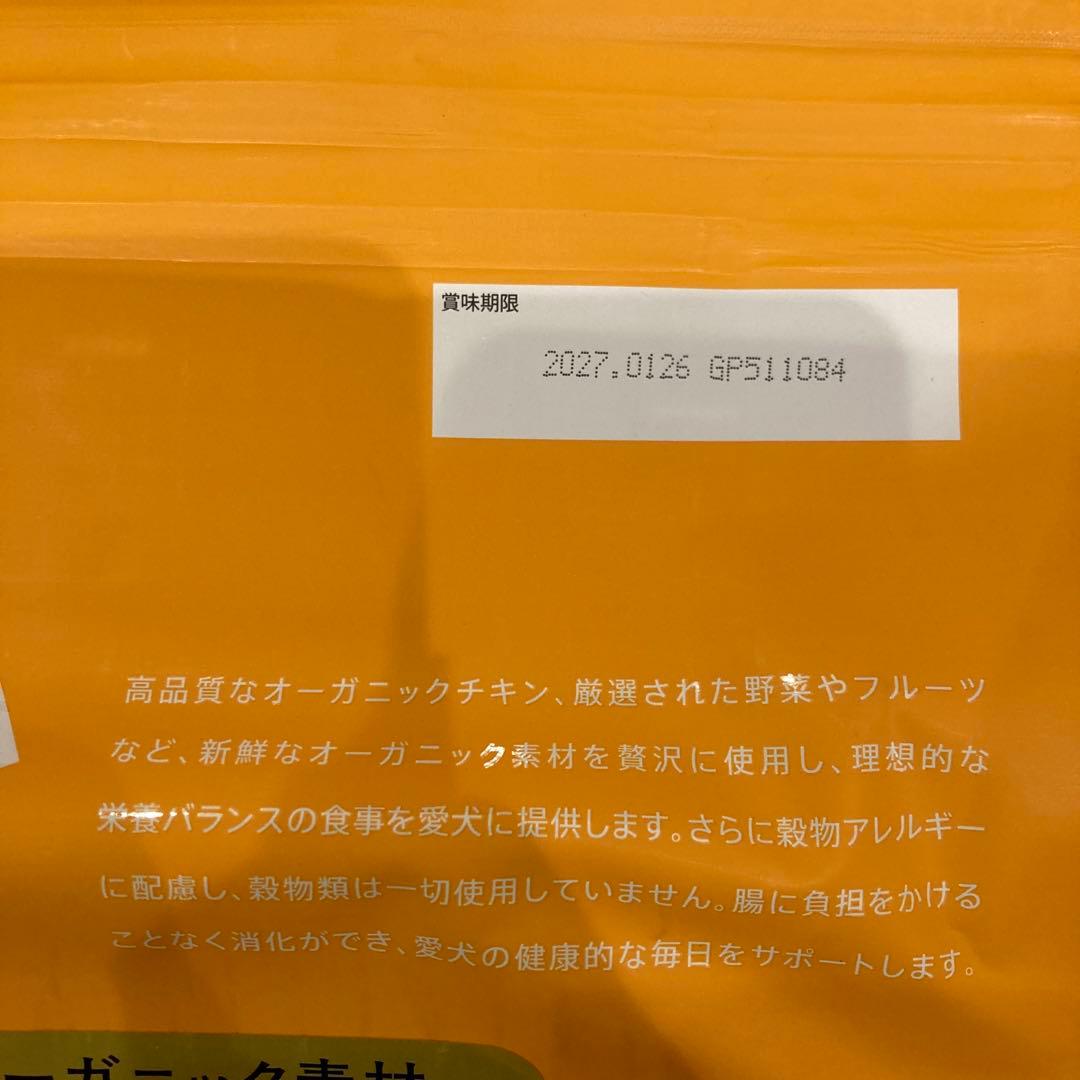 賞味期限
2027.0126 GP511084
高品質なオーガニックチキン、厳選された野菜やフルーツ
など、新鮮なオーガニック素材を贅沢に使用し、理想的な
栄養バランスの食事を愛犬に提供します。さらに穀物アレルギー
に配慮し、穀物類は一切使用していません。腸に負担をかける
ことなく消化ができ、愛犬の健康的な毎日をサポートします。
ーガニック素材